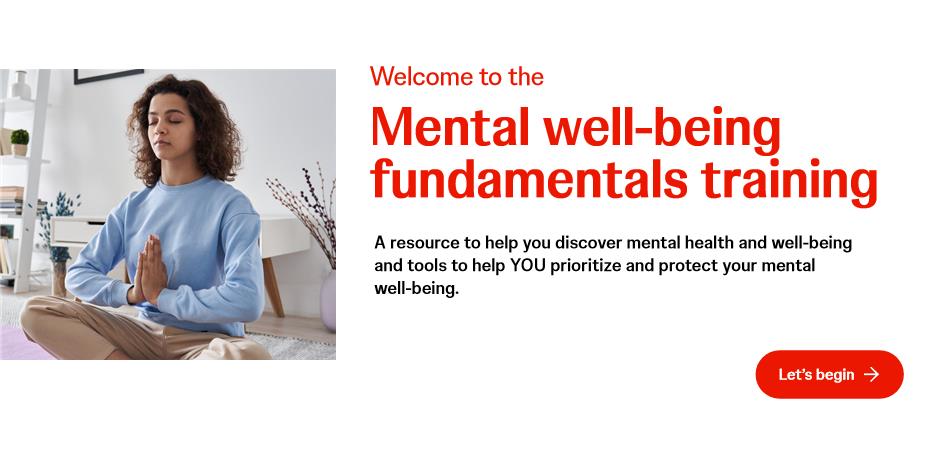 Welcome to the
Mental well-being
fundamentals training
A resource to help you discover mental health and well-being
and tools to help YOU prioritize and protect your mental
well-being.
Let's begin →